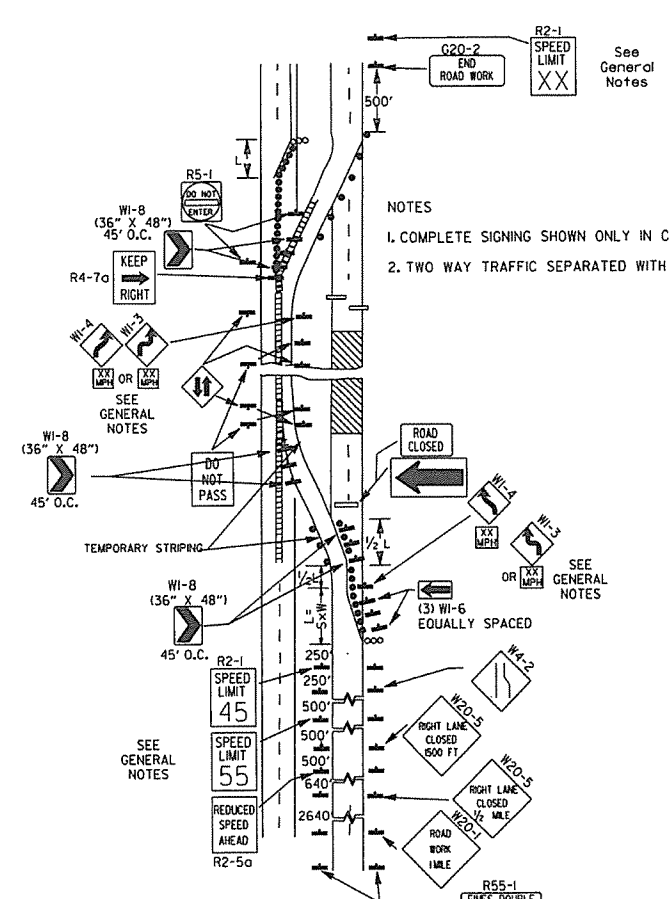 R2-1
SPEED
LIMIT
XX
See
General
Notes
G20-2
END
ROAD WORK
500'
L
R5-1
DO NOT
ENTER
W1-8
(36" X 48")
45' O.C.
KEEP
RIGHT
R4-7a
NOTES
1. COMPLETE SIGNING SHOWN ONLY IN C
2. TWO WAY TRAFFIC SEPARATED WITH
W1-4
W1-3
XX
MPH
OR
XX
MPH
SEE
GENERAL
NOTES
W1-8
(36" X 48")
45' O.C.
DO
NOT
PASS
ROAD
CLOSED
W1-4
XX
MPH
W1-3
OR
XX
MPH
SEE
GENERAL
NOTES
TEMPORARY STRIPING
1/2 L
1/2 L
L=
SxW
W1-8
(36" X 48")
45' O.C.
(3) W1-6
EQUALLY SPACED
R2-1
SPEED
LIMIT
45
250'
250'
500'
500'
500'
640'
2640'
W4-2
SEE
GENERAL
NOTES
SPEED
LIMIT
55
W20-5
RIGHT LANE
CLOSED
1500 FT
REDUCED
SPEED
AHEAD
R2-5a
W20-5
RIGHT LANE
CLOSED
1/2 MILE
W20-1
ROAD
WORK
1 MILE
R55-1
FINES DOUBLE